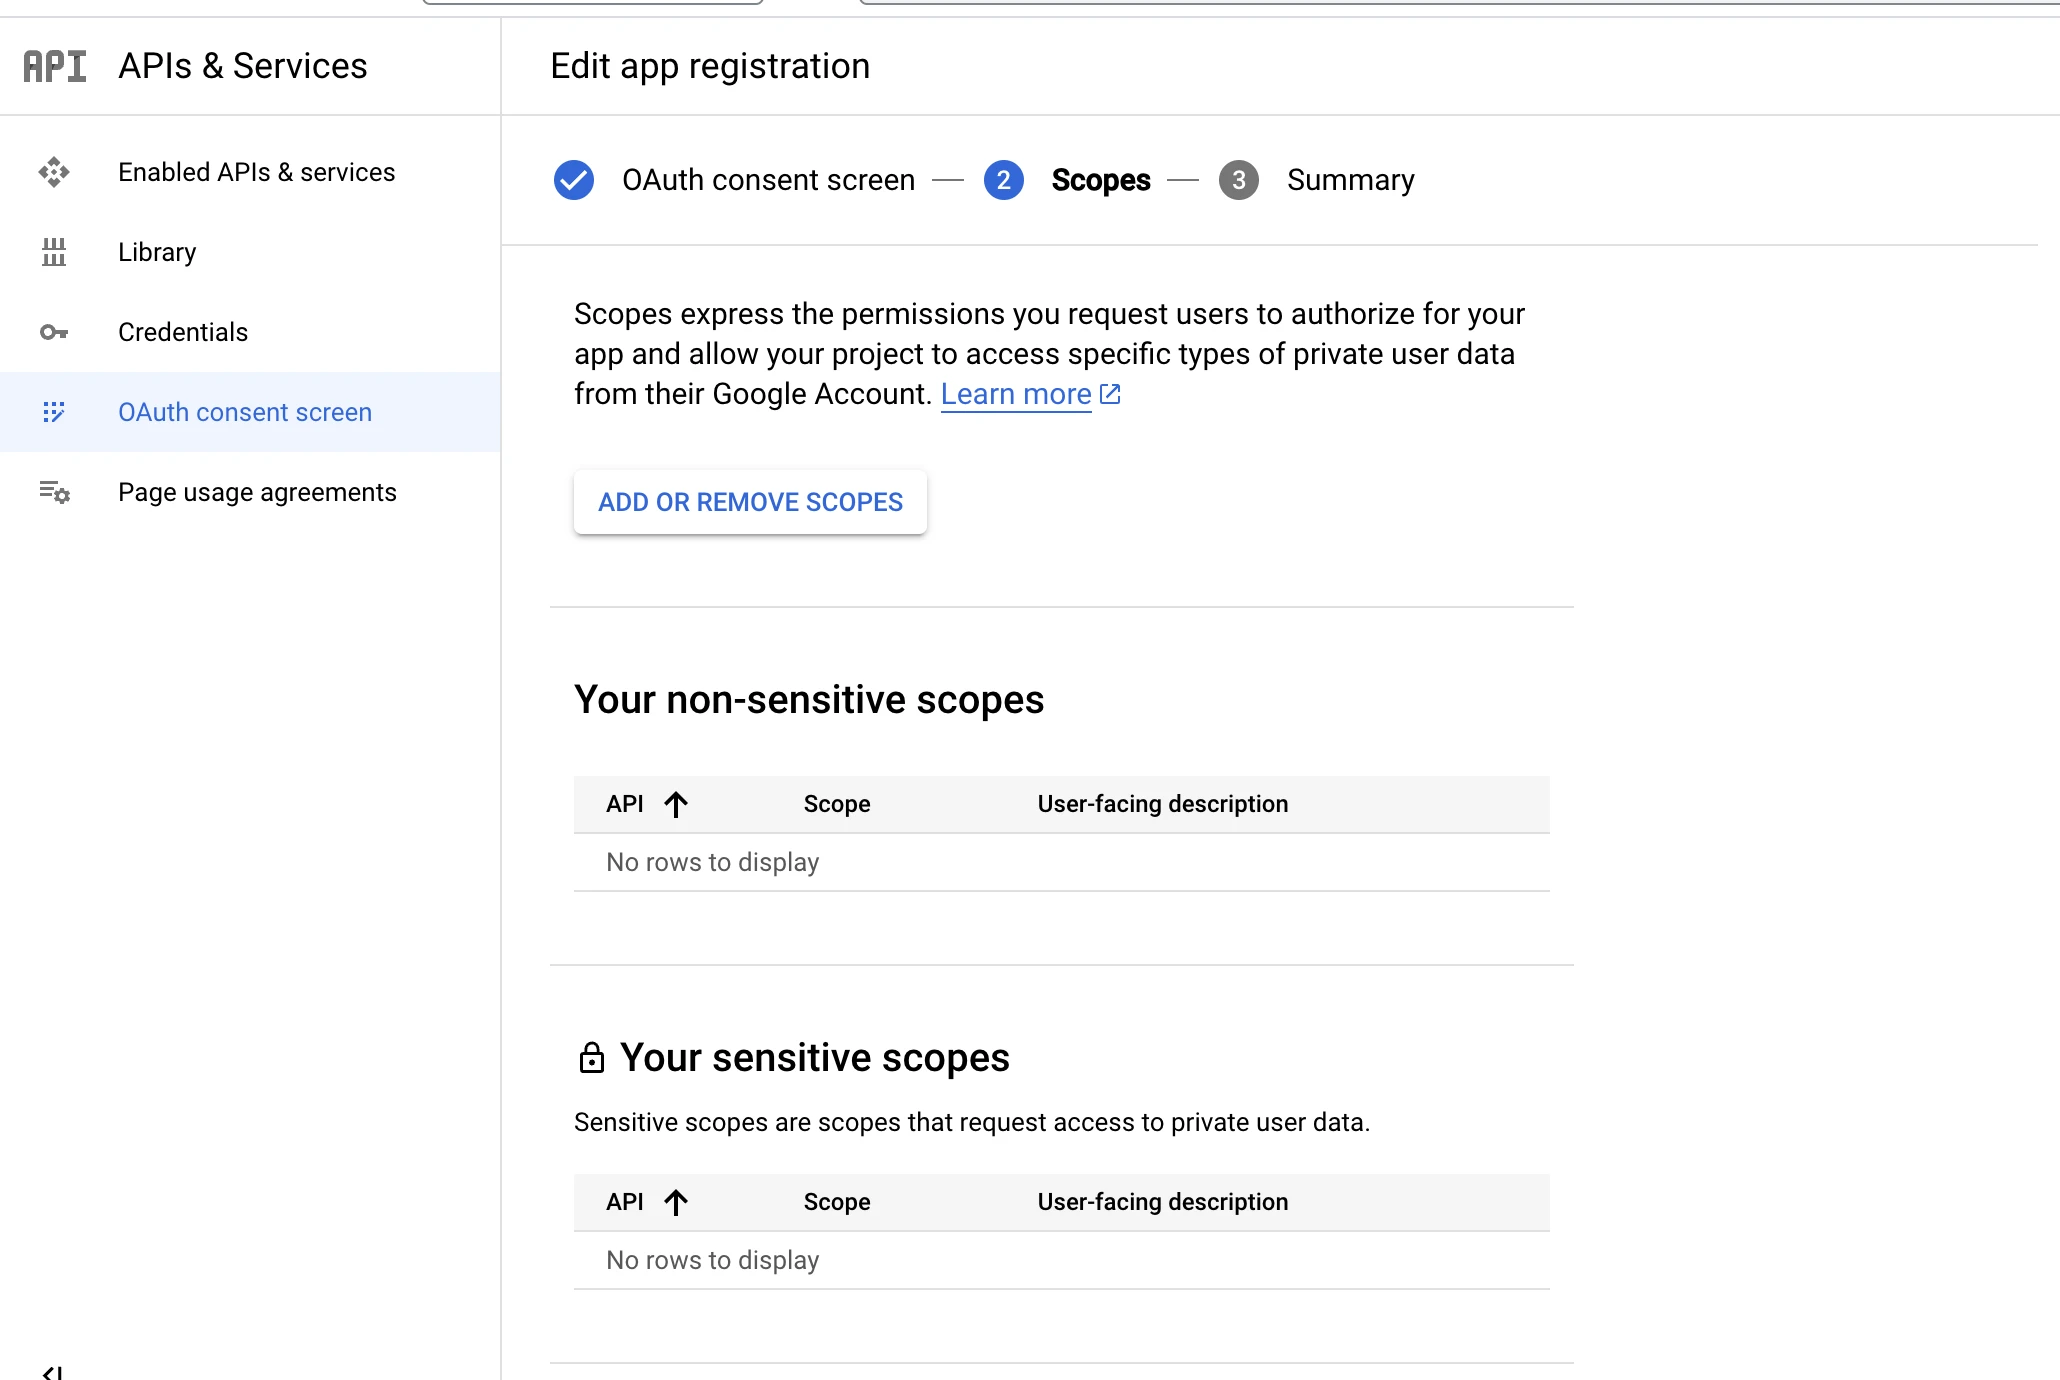 API APIs & Services
Edit app registration
Enabled APIs & services
Library
Credentials
OAuth consent screen
Page usage agreements
OAuth consent screen — 2 Scopes — 3 Summary
Scopes express the permissions you request users to authorize for your
app and allow your project to access specific types of private user data
from their Google Account. Learn more
ADD OR REMOVE SCOPES
Your non-sensitive scopes
API Scope User-facing description
No rows to display
Your sensitive scopes
Sensitive scopes are scopes that request access to private user data.
API Scope User-facing description
No rows to display